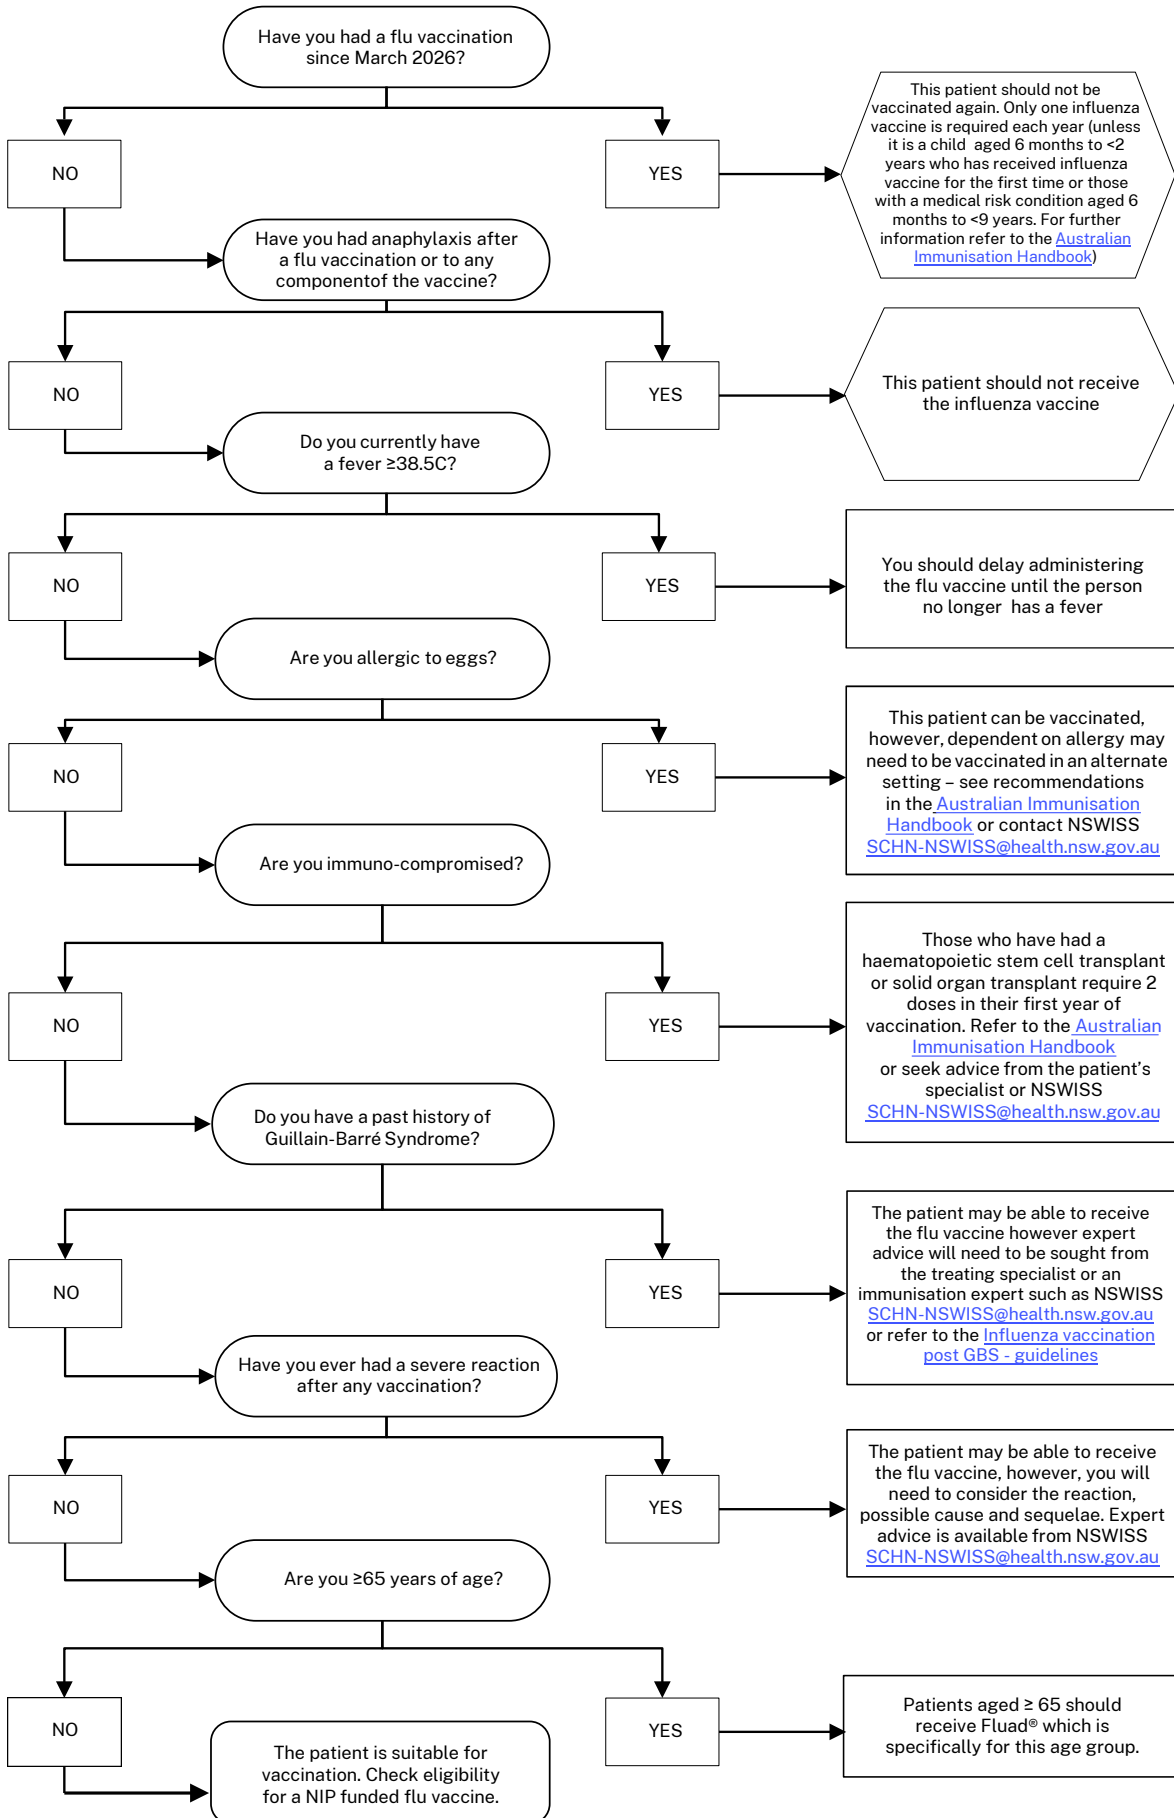 Have you had a flu vaccination
since March 2026?
NO
YES
This patient should not be
vaccinated again. Only one influenza
vaccine is required each year (unless
it is a child  aged 6 months to <2
years who has received influenza
vaccine for the first time or those
with a medical risk condition aged 6
months to <9 years. For further
information refer to the Australian
Immunisation Handbook)
Have you had anaphylaxis after
a flu vaccination or to any
componentof the vaccine?
NO
YES
This patient should not receive
the influenza vaccine
Do you currently have
a fever ≥38.5C?
NO
YES
You should delay administering
the flu vaccine until the person
no longer  has a fever
Are you allergic to eggs?
NO
YES
This patient can be vaccinated,
however, dependent on allergy may
need to be vaccinated in an alternate
setting – see recommendations
in the Australian Immunisation
Handbook or contact NSWISS
SCHN-NSWISS@health.nsw.gov.au
Are you immuno-compromised?
NO
YES
Those who have had a
haematopoietic stem cell transplant
or solid organ transplant require 2
doses in their first year of
vaccination. Refer to the Australian
Immunisation Handbook
or seek advice from the patient’s
specialist or NSWISS
SCHN-NSWISS@health.nsw.gov.au
Do you have a past history of
Guillain-Barré Syndrome?
NO
YES
The patient may be able to receive
the flu vaccine however expert
advice will need to be sought from
the treating specialist or an
immunisation expert such as NSWISS
SCHN-NSWISS@health.nsw.gov.au
or refer to the Influenza vaccination
post GBS - guidelines
Have you ever had a severe reaction
after any vaccination?
NO
YES
The patient may be able to receive
the flu vaccine, however, you will
need to consider the reaction,
possible cause and sequelae. Expert
advice is available from NSWISS
SCHN-NSWISS@health.nsw.gov.au
Are you ≥65 years of age?
NO
YES
Patients aged ≥ 65 should
receive Fluad® which is
specifically for this age group.
The patient is suitable for
vaccination. Check eligibility
for a NIP funded flu vaccine.